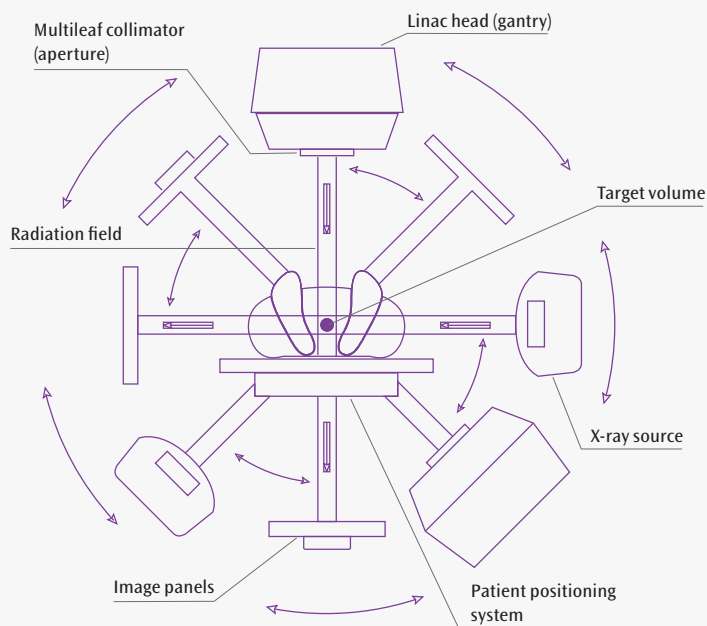 Linac head (gantry)
Multileaf collimator
(aperture)
Target volume
Radiation field
X-ray source
Image panels
Patient positioning
system